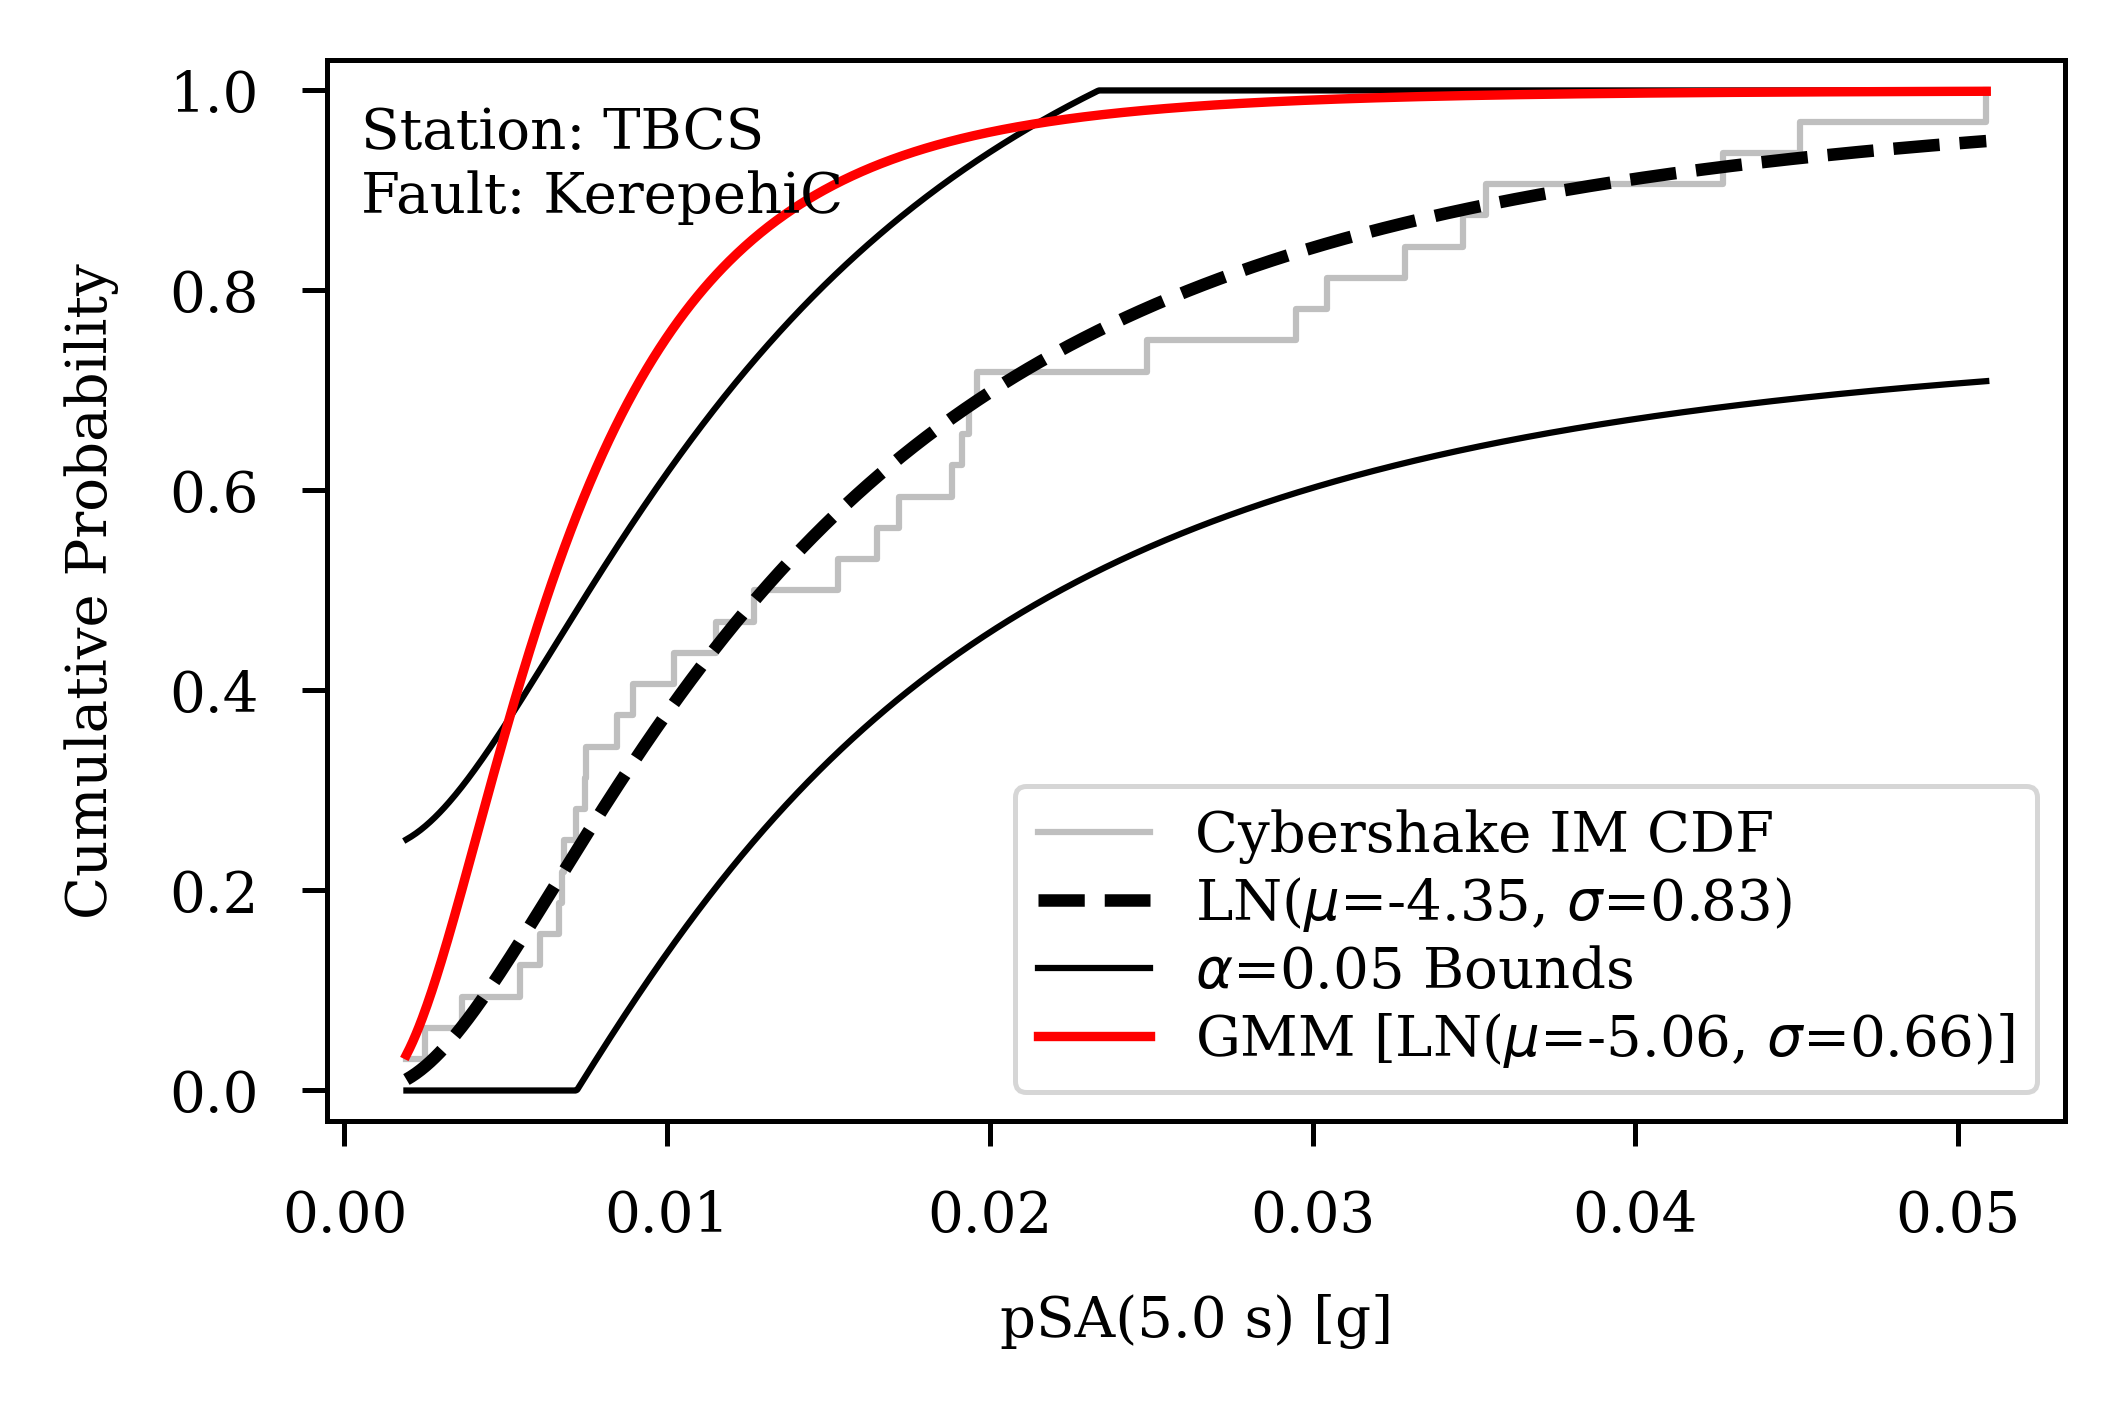 Station: TBCS
Fault: KerepehiC
1.0
0.8
0.6
0.4
0.2
0.0
Cumulative Probability
Cybershake IM CDF
LN(μ=-4.35, σ=0.83)
α=0.05 Bounds
GMM [LN(μ=-5.06, σ=0.66)]
0.00 0.01 0.02 0.03 0.04 0.05
pSA(5.0 s) [g]